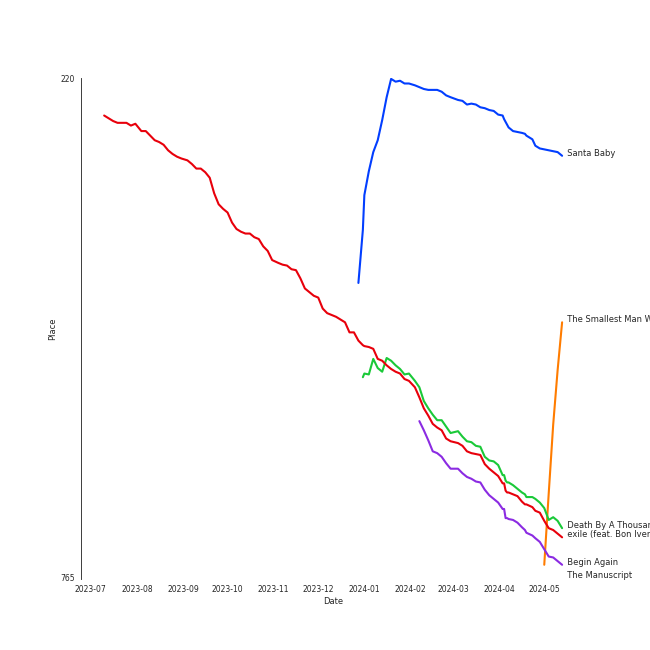 220
Santa Baby
The Smallest Man W
Place
Death By A Thousan
exile (feat. Bon Iver
Begin Again
The Manuscript
765
2023-07 2023-08 2023-09 2023-10 2023-11 2023-12 2024-01 2024-02 2024-03 2024-04 2024-05
Date